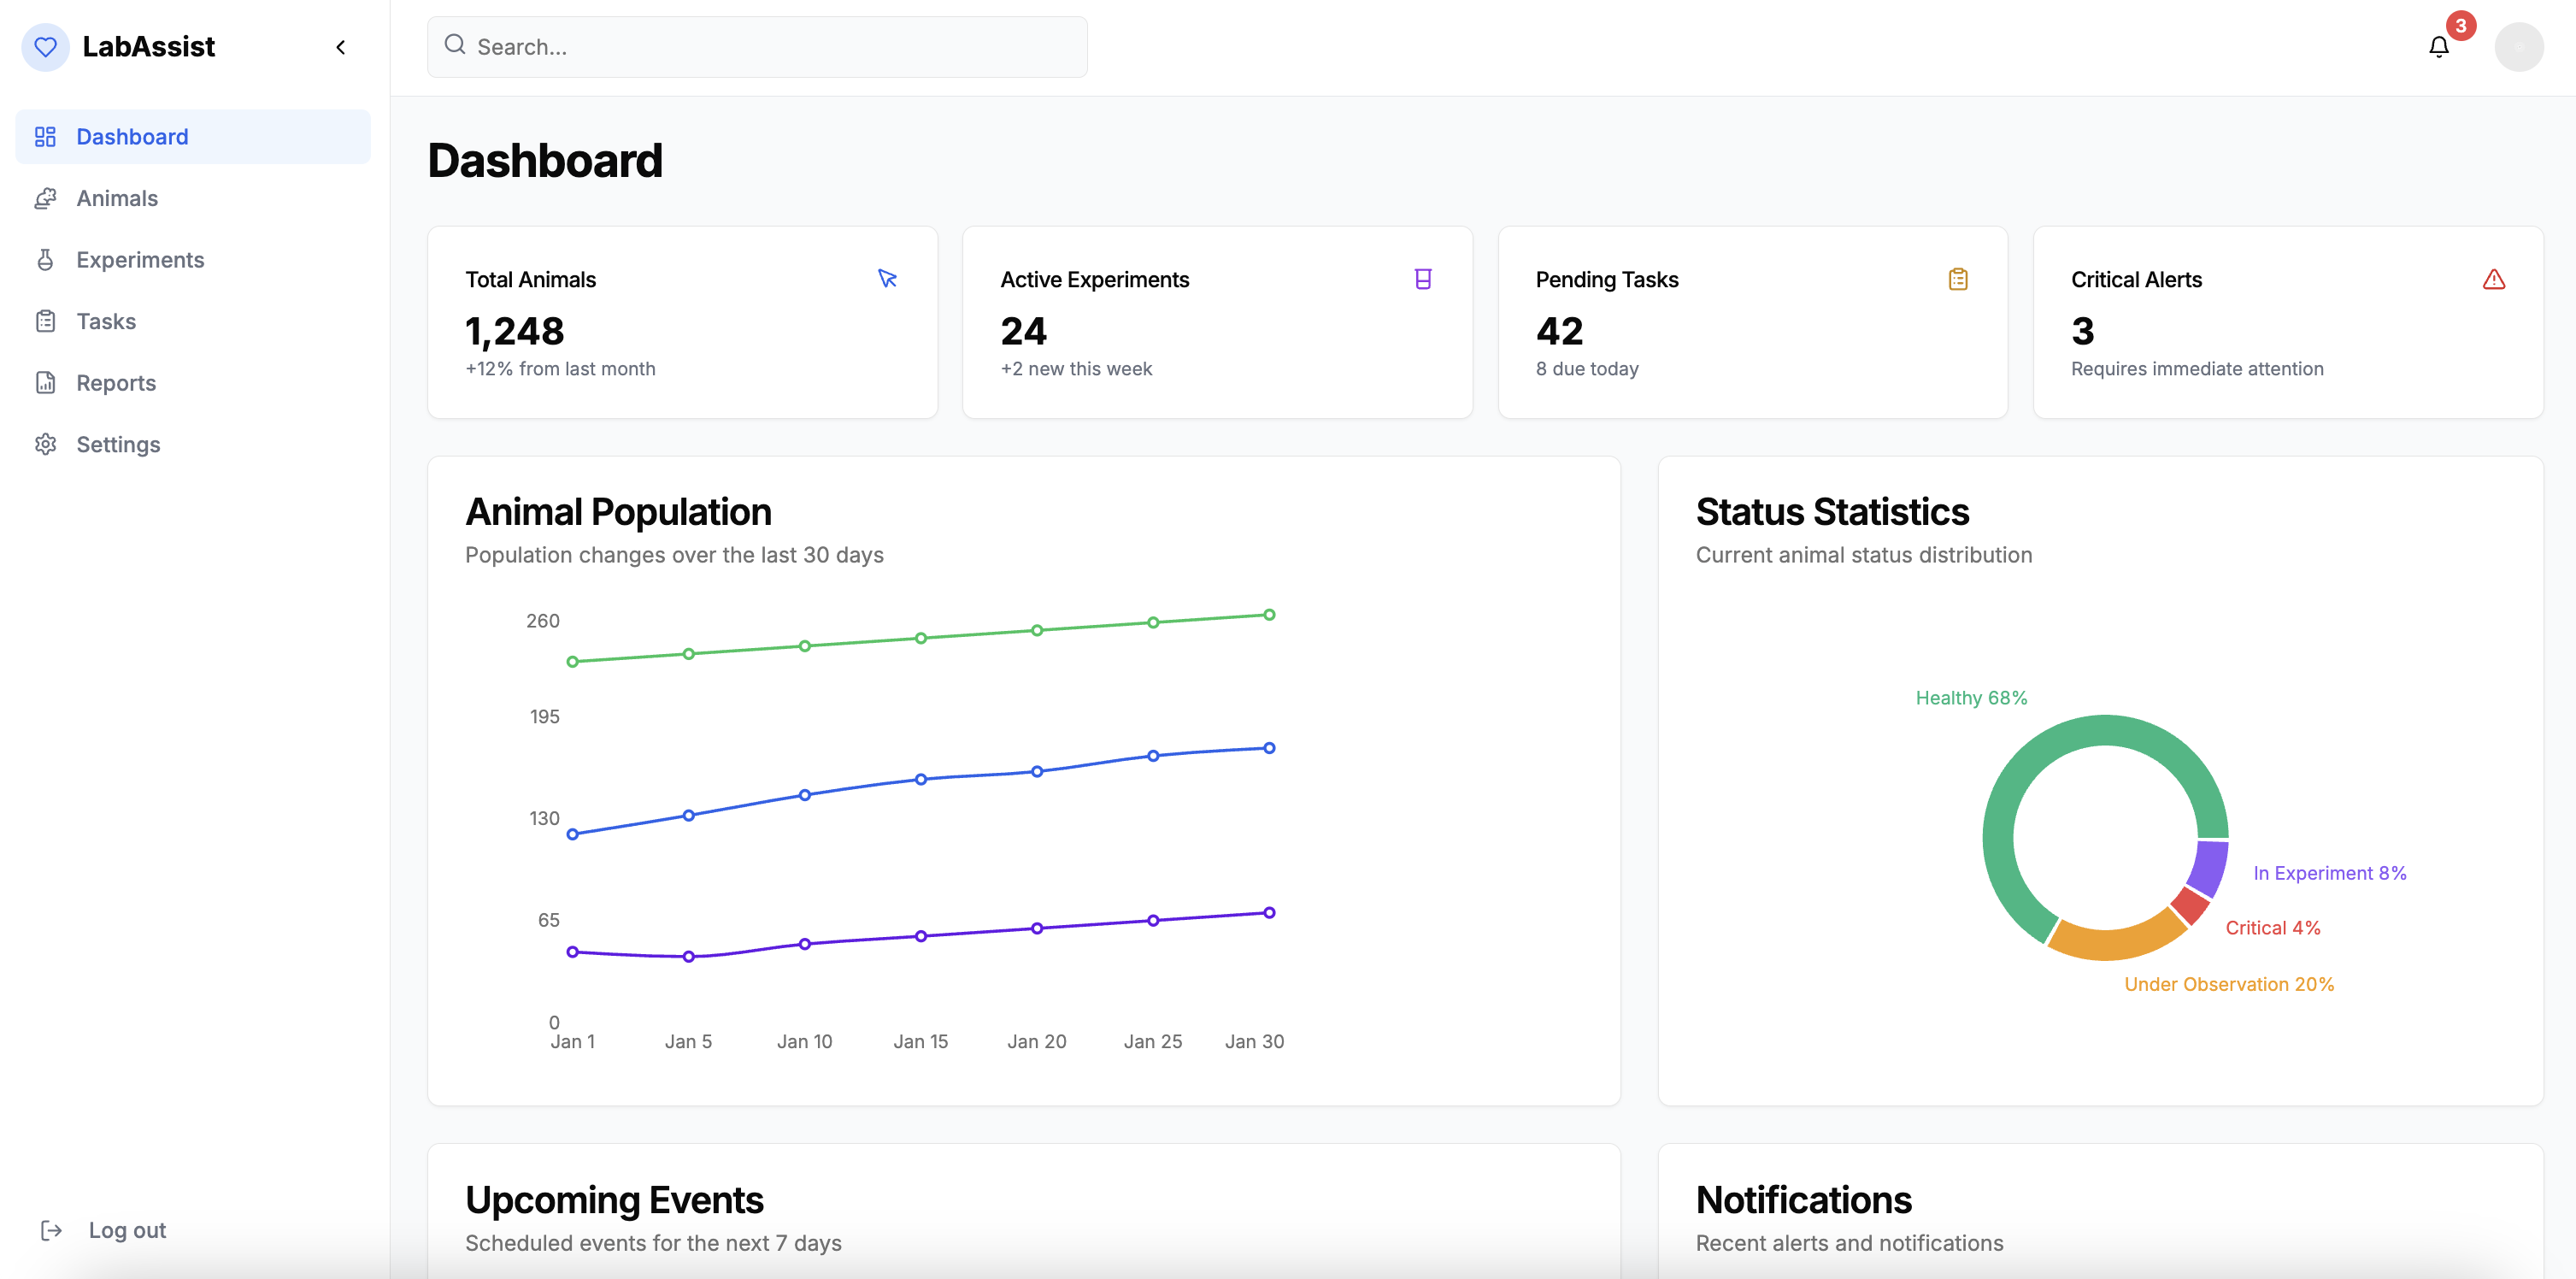 LabAssist
Search...
3
Dashboard
Animals
Experiments
Tasks
Reports
Settings
Log out
Dashboard
Total Animals
1,248
+12% from last month
Active Experiments
24
+2 new this week
Pending Tasks
42
8 due today
Critical Alerts
3
Requires immediate attention
Animal Population
Population changes over the last 30 days
260
195
130
65
0
Jan 1 Jan 5 Jan 10 Jan 15 Jan 20 Jan 25 Jan 30
Status Statistics
Current animal status distribution
Healthy 68%
In Experiment 8%
Critical 4%
Under Observation 20%
Upcoming Events
Scheduled events for the next 7 days
Notifications
Recent alerts and notifications